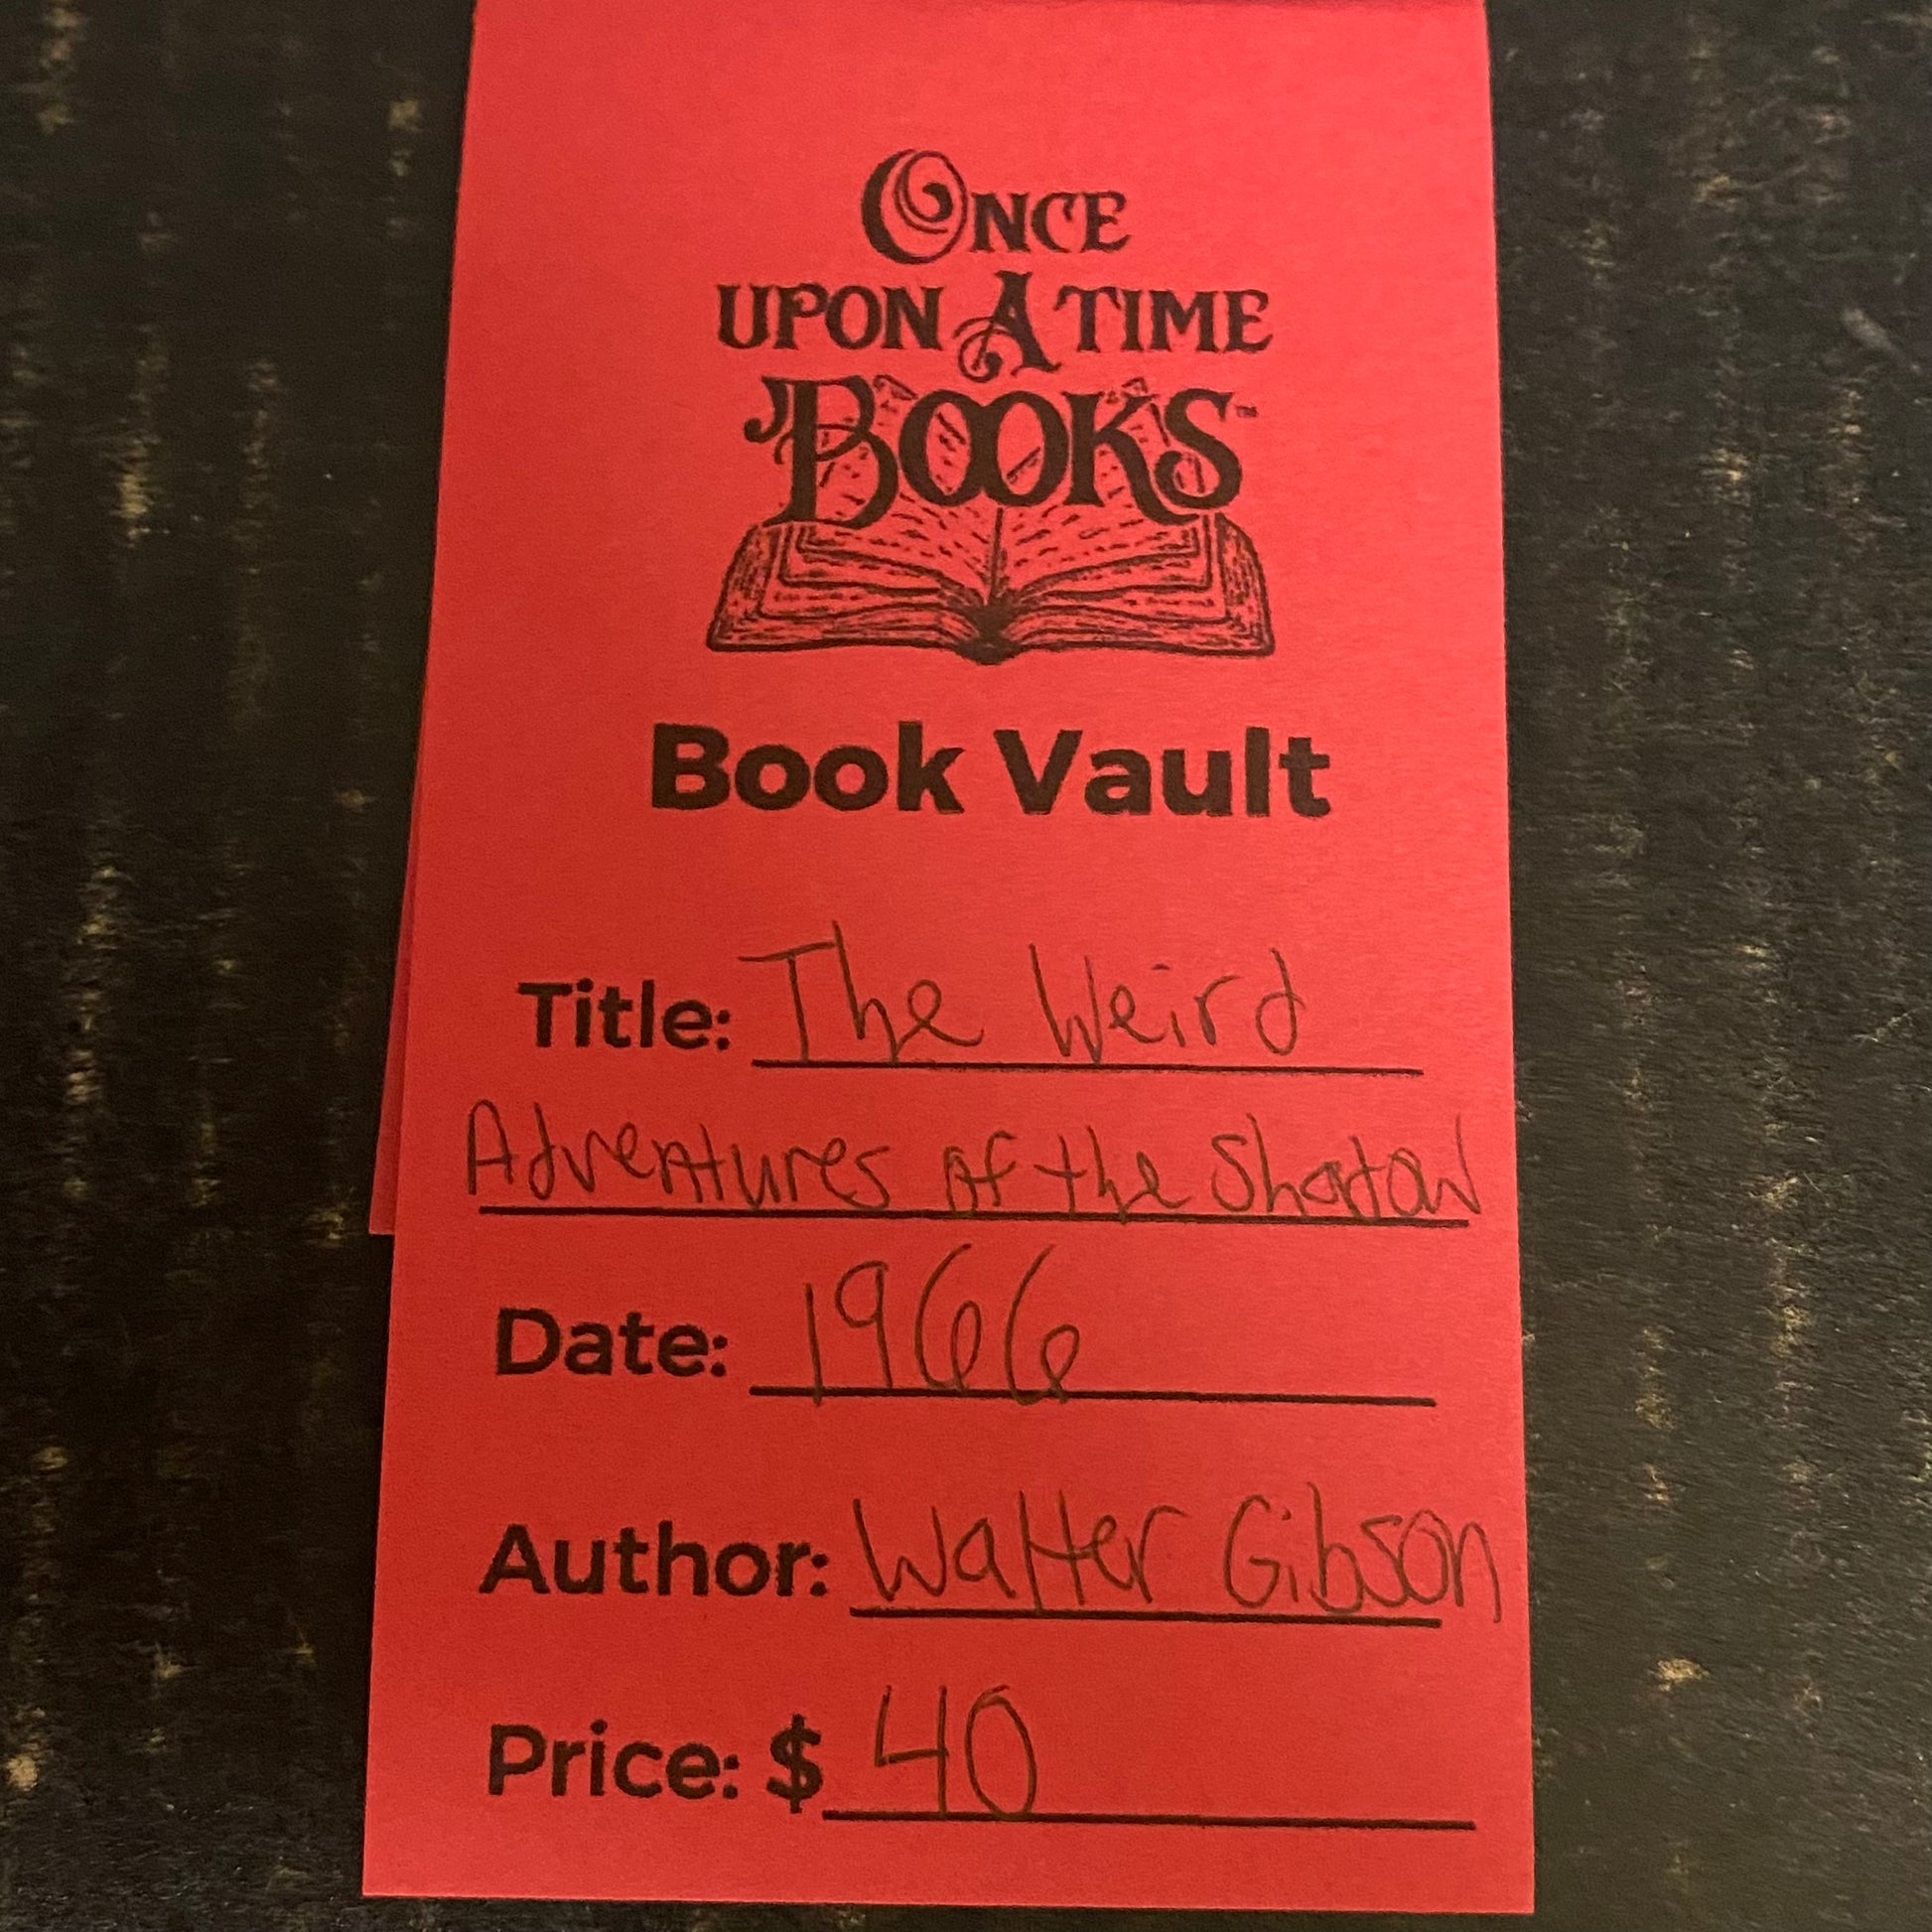 ONCE
UPON A TIME
BOOKS™
Book Vault
Title: The Weird
Adventures of the Shadow
Date: 1966
Author: Walter Gibson
Price: $ 40